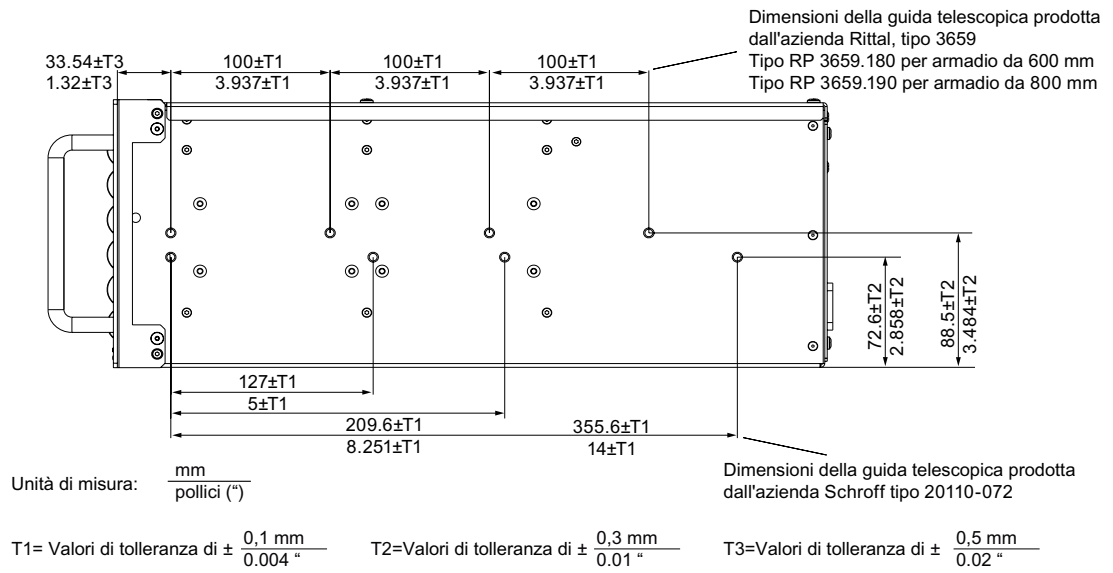 Dimensioni della guida telescopica prodotta
dall'azienda Rittal, tipo 3659
Tipo RP 3659.180 per armadio da 600 mm
Tipo RP 3659.190 per armadio da 800 mm
33.54±T3
1.32±T3
100±T1
3.937±T1
100±T1
3.937±T1
100±T1
3.937±T1
72.6±T2
2.858±T2
88.5±T2
3.484±T2
127±T1
5±T1
209.6±T1
8.251±T1
355.6±T1
14±T1
Dimensioni della guida telescopica prodotta
dall'azienda Schroff tipo 20110-072
Unità di misura: mm
pollici (“)
T1= Valori di tolleranza di ± 0,1 mm
0.004 “
T2=Valori di tolleranza di ± 0,3 mm
0.01 “
T3=Valori di tolleranza di ± 0,5 mm
0.02 “